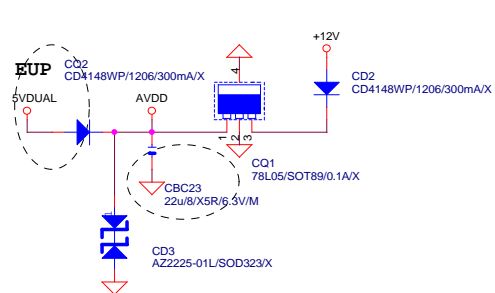 +12V
EUP
CQ2
CD4148WP/1206/300mA/X
4
CD2
CD4148WP/1206/300mA/X
5VDUAL
AVDD
1
2
3
CQ1
78L05/SOT89/0.1A/X
CBC23
22u/8/X5R/6.3V/M
1
CD3
AZ2225-01L/SOD323/X